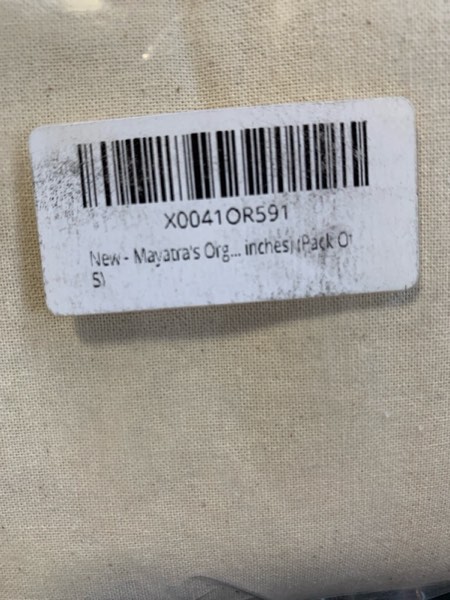 X0041OR591
New - Mayatra's Org... inches) (Pack Of
5)